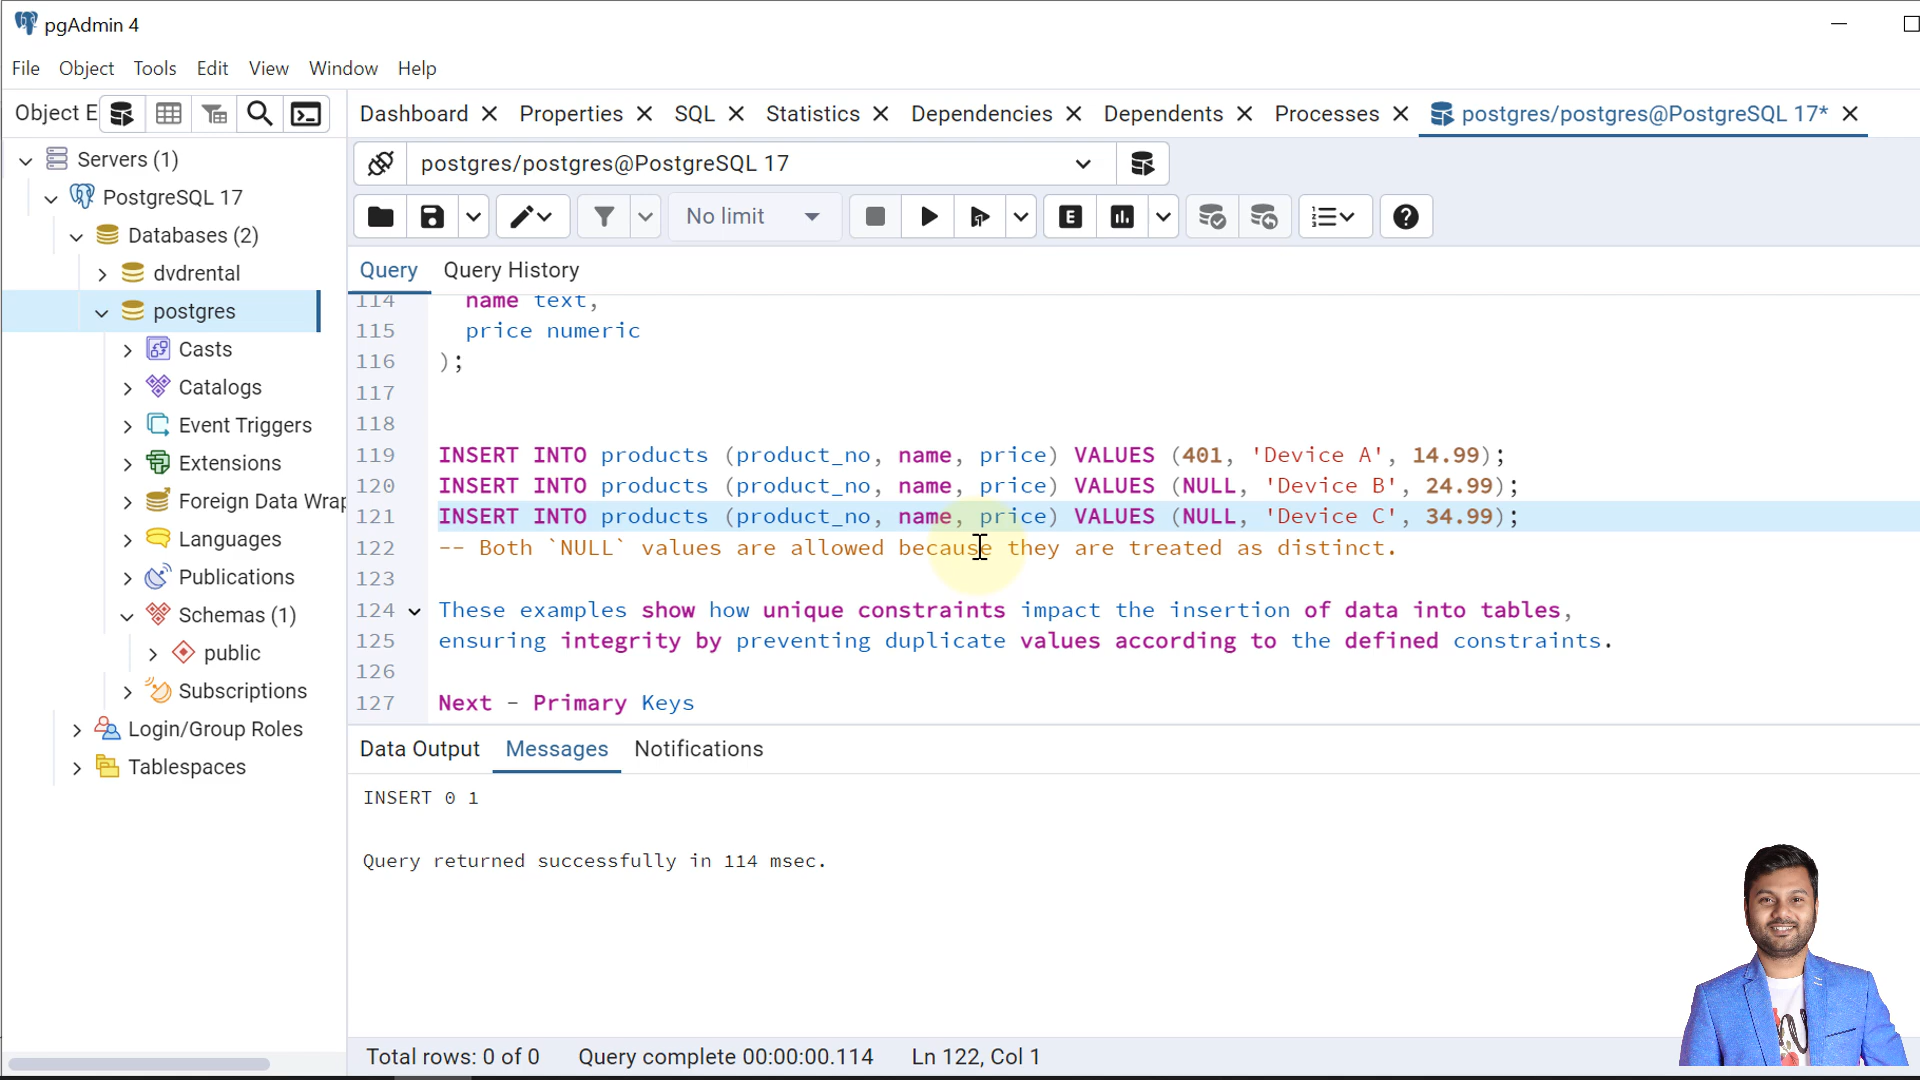 pgAdmin 4
File Object Tools Edit View Window Help
Object E
Dashboard Properties SQL Statistics Dependencies Dependents Processes postgres/postgres@PostgreSQL 17*
Servers (1)
PostgreSQL 17
Databases (2)
dvdrental
postgres
Casts
Catalogs
Event Triggers
Extensions
Foreign Data Wrap
Languages
Publications
Schemas (1)
public
Subscriptions
Login/Group Roles
Tablespaces
postgres/postgres@PostgreSQL 17
No limit
E
Query Query History
114 name text,
115 price numeric
116 );
117
118
119 INSERT INTO products (product_no, name, price) VALUES (401, 'Device A', 14.99);
120 INSERT INTO products (product_no, name, price) VALUES (NULL, 'Device B', 24.99);
121 INSERT INTO products (product_no, name, price) VALUES (NULL, 'Device C', 34.99);
122 -- Both `NULL` values are allowed because they are treated as distinct.
123
124 These examples show how unique constraints impact the insertion of data into tables,
125 ensuring integrity by preventing duplicate values according to the defined constraints.
126
127 Next - Primary Keys
Data Output Messages Notifications
INSERT 0 1
Query returned successfully in 114 msec.
Total rows: 0 of 0 Query complete 00:00:00.114 Ln 122, Col 1